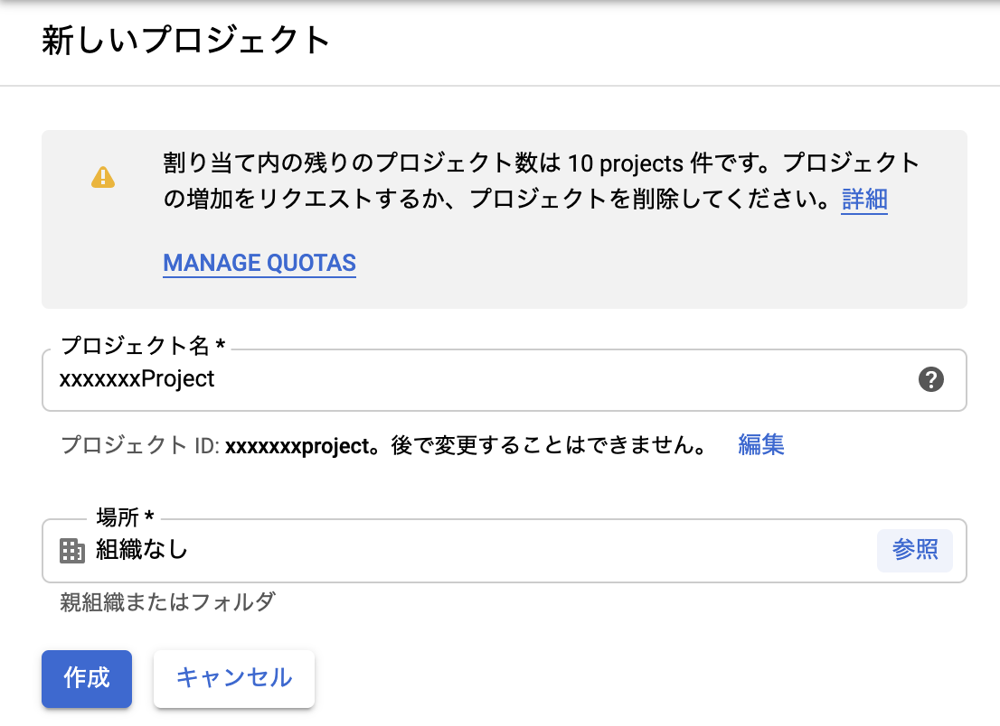 新しいプロジェクト
割り当て内の残りのプロジェクト数は 10 projects 件です。プロジェクト
の増加をリクエストするか、プロジェクトを削除してください。詳細
MANAGE QUOTAS
プロジェクト名 *
xxxxxxxProject
プロジェクト ID: xxxxxxxproject。後で変更することはできません。 編集
場所 *
組織なし 参照
親組織またはフォルダ
作成 キャンセル